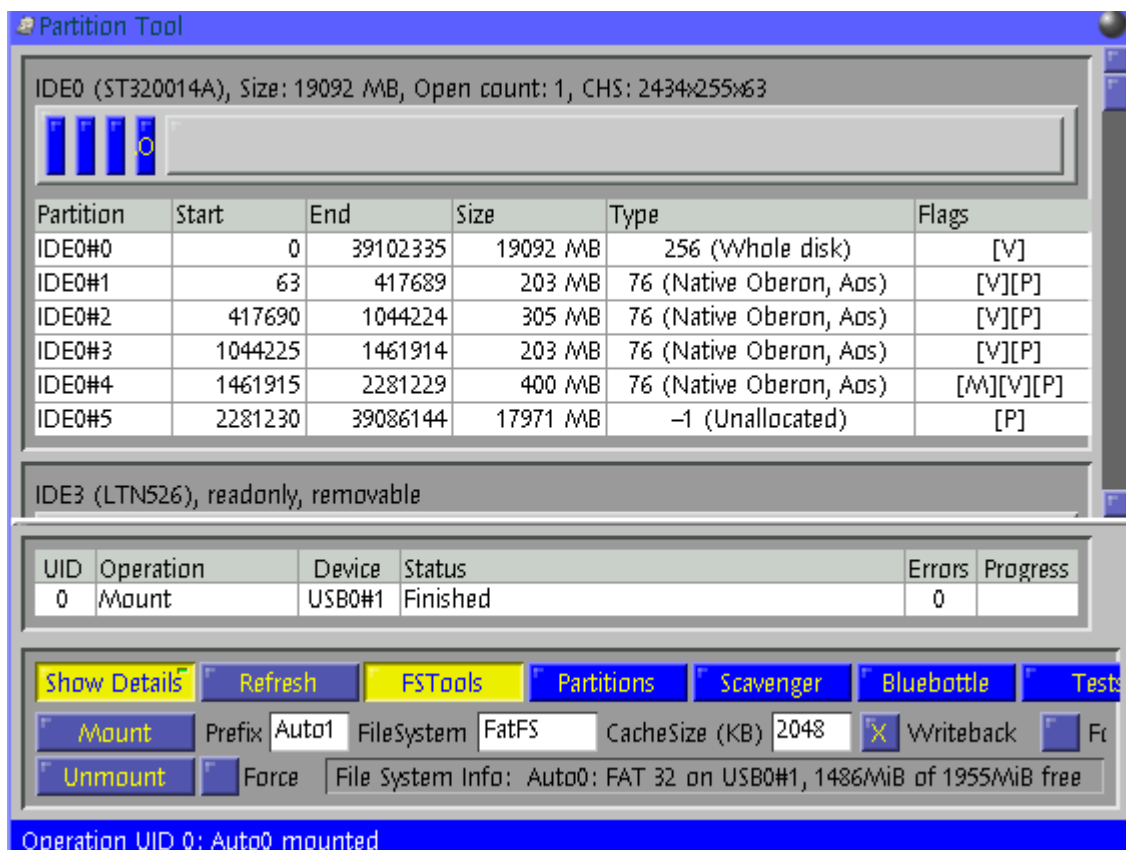 Partition Tool
IDE0 (ST320014A), Size: 19092 MB, Open count: 1, CHS: 2434x255x63
O
Partition Start End Size Type Flags
IDE0#0 0 39102335 19092 MB 256 (Whole disk) [V]
IDE0#1 63 417689 203 MB 76 (Native Oberon, Aos) [V][P]
IDE0#2 417690 1044224 305 MB 76 (Native Oberon, Aos) [V][P]
IDE0#3 1044225 1461914 203 MB 76 (Native Oberon, Aos) [V][P]
IDE0#4 1461915 2281229 400 MB 76 (Native Oberon, Aos) [M][V][P]
IDE0#5 2281230 39086144 17971 MB –1 (Unallocated) [P]
IDE3 (LTN526), readonly, removable
UID Operation Device Status Errors Progress
0 Mount USB0#1 Finished 0
Show Details Refresh FSTools Partitions Scavenger Bluebottle Tests
Mount Prefix Auto1 FileSystem FatFS CacheSize (KB) 2048 X Writeback
Unmount Force File System Info: Auto0: FAT 32 on USB0#1, 1486MiB of 1955MiB free
Operation UID 0: Auto0 mounted